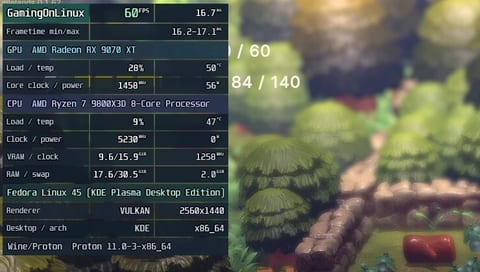 GamingOnLinux 60FPS 16.7ms
Frametime min/max 16.2-17.1ms
GPU AMD Radeon RX 9070 XT
/ 60
Load / temp 28% 50°C
84 / 140
Core clock / power 1458MHz 56W
CPU AMD Ryzen 7 9800X3D 8-Core Processor
Load / temp 9% 47°C
Clock / power 5230MHz 0W
VRAM / clock 9.6/15.9GiB 1258MHz
RAM / swap 17.6/30.5GiB 2.0GiB
Fedora Linux 45 (KDE Plasma Desktop Edition)
Renderer VULKAN 2560x1440
Desktop / arch KDE x86_64
Wine/Proton Proton 11.0-3-x86_64